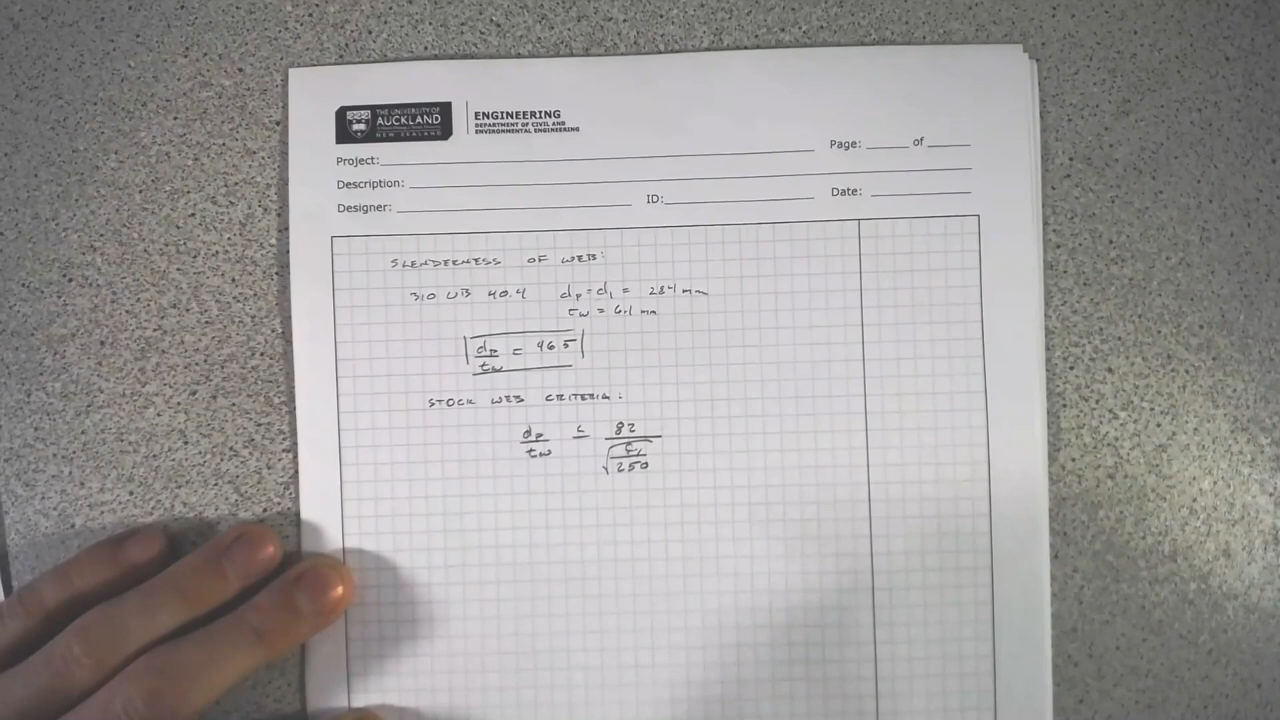 THE UNIVERSITY OF
AUCKLAND
NEW ZEALAND
ENGINEERING
DEPARTMENT OF CIVIL AND
ENVIRONMENTAL ENGINEERING
Project:
Page: of
Description:
Designer: ID: Date:
SLENDERNESS OF WEB:
310 UB 40.4 dp = d1 = 284 mm
tw = 6.1 mm
dp/tw = 46.5
STOCK WEB CRITERIA:
dp/tw ≤ 82/√(fy/250)